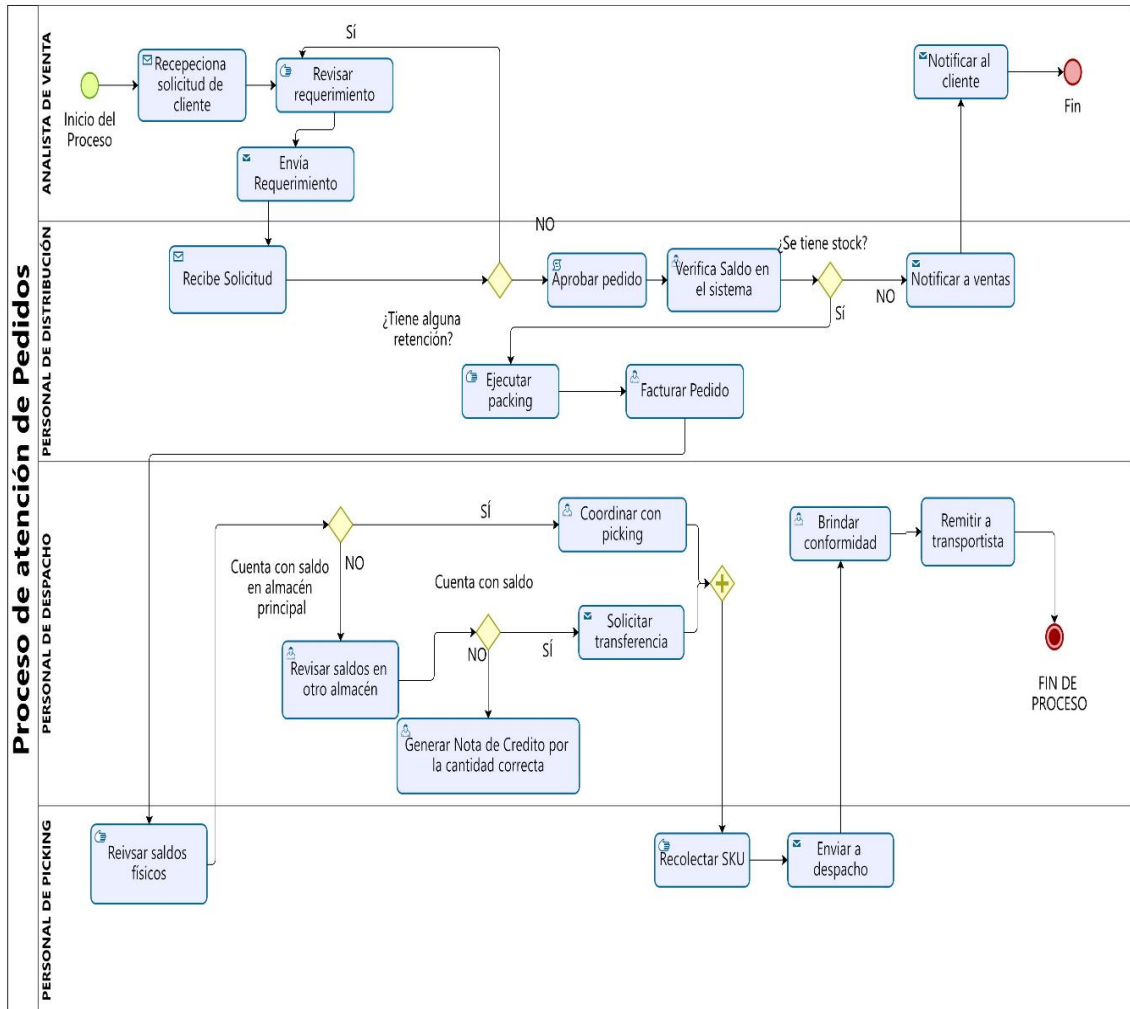 Proceso de atención de Pedidos
ANALISTA DE VENTA
Sí
Recepeciona
solicitud de
cliente
Revisar
requerimiento
Notificar al
cliente
Inicio del
Proceso
Fin
Envía
Requerimiento
PERSONAL DE DISTRIBUCIÓN
NO
¿Se tiene stock?
Recibe Solicitud
Aprobar pedido
Verifica Saldo en
el sistema
NO
Notificar a ventas
Sí
¿Tiene alguna
retención?
Ejecutar
packing
Facturar Pedido
PERSONAL DE DESPACHO
SÍ
Coordinar con
picking
Brindar
conformidad
Remitir a
transportista
NO
Cuenta con saldo
en almacén
principal
Cuenta con saldo
Solicitar
transferencia
Revisar saldos en
otro almacén
NO
SÍ
FIN DE
PROCESO
Generar Nota de Credito por
la cantidad correcta
PERSONAL DE PICKING
Reivsar saldos
físicos
Recolectar SKU
Enviar a
despacho